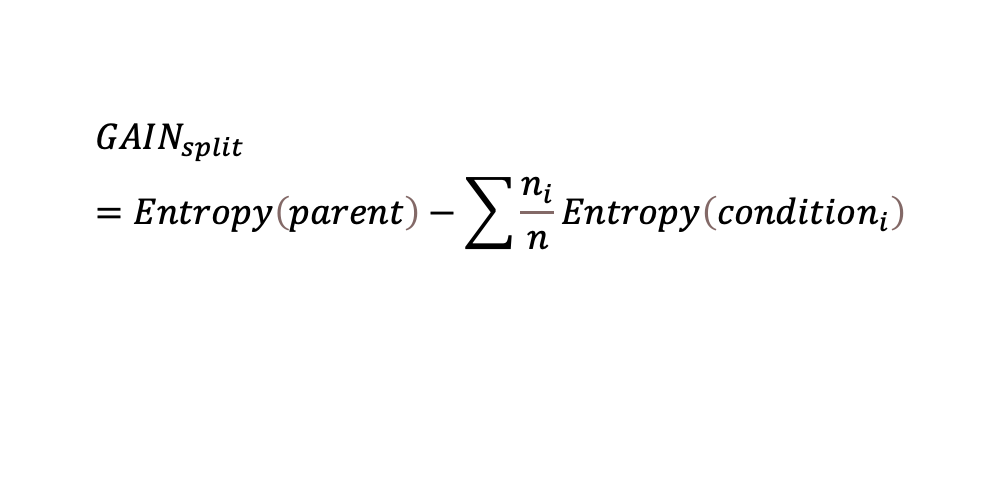 GAIN_split
= Entropy(parent) − ∑ n_i/n Entropy(condition_i)